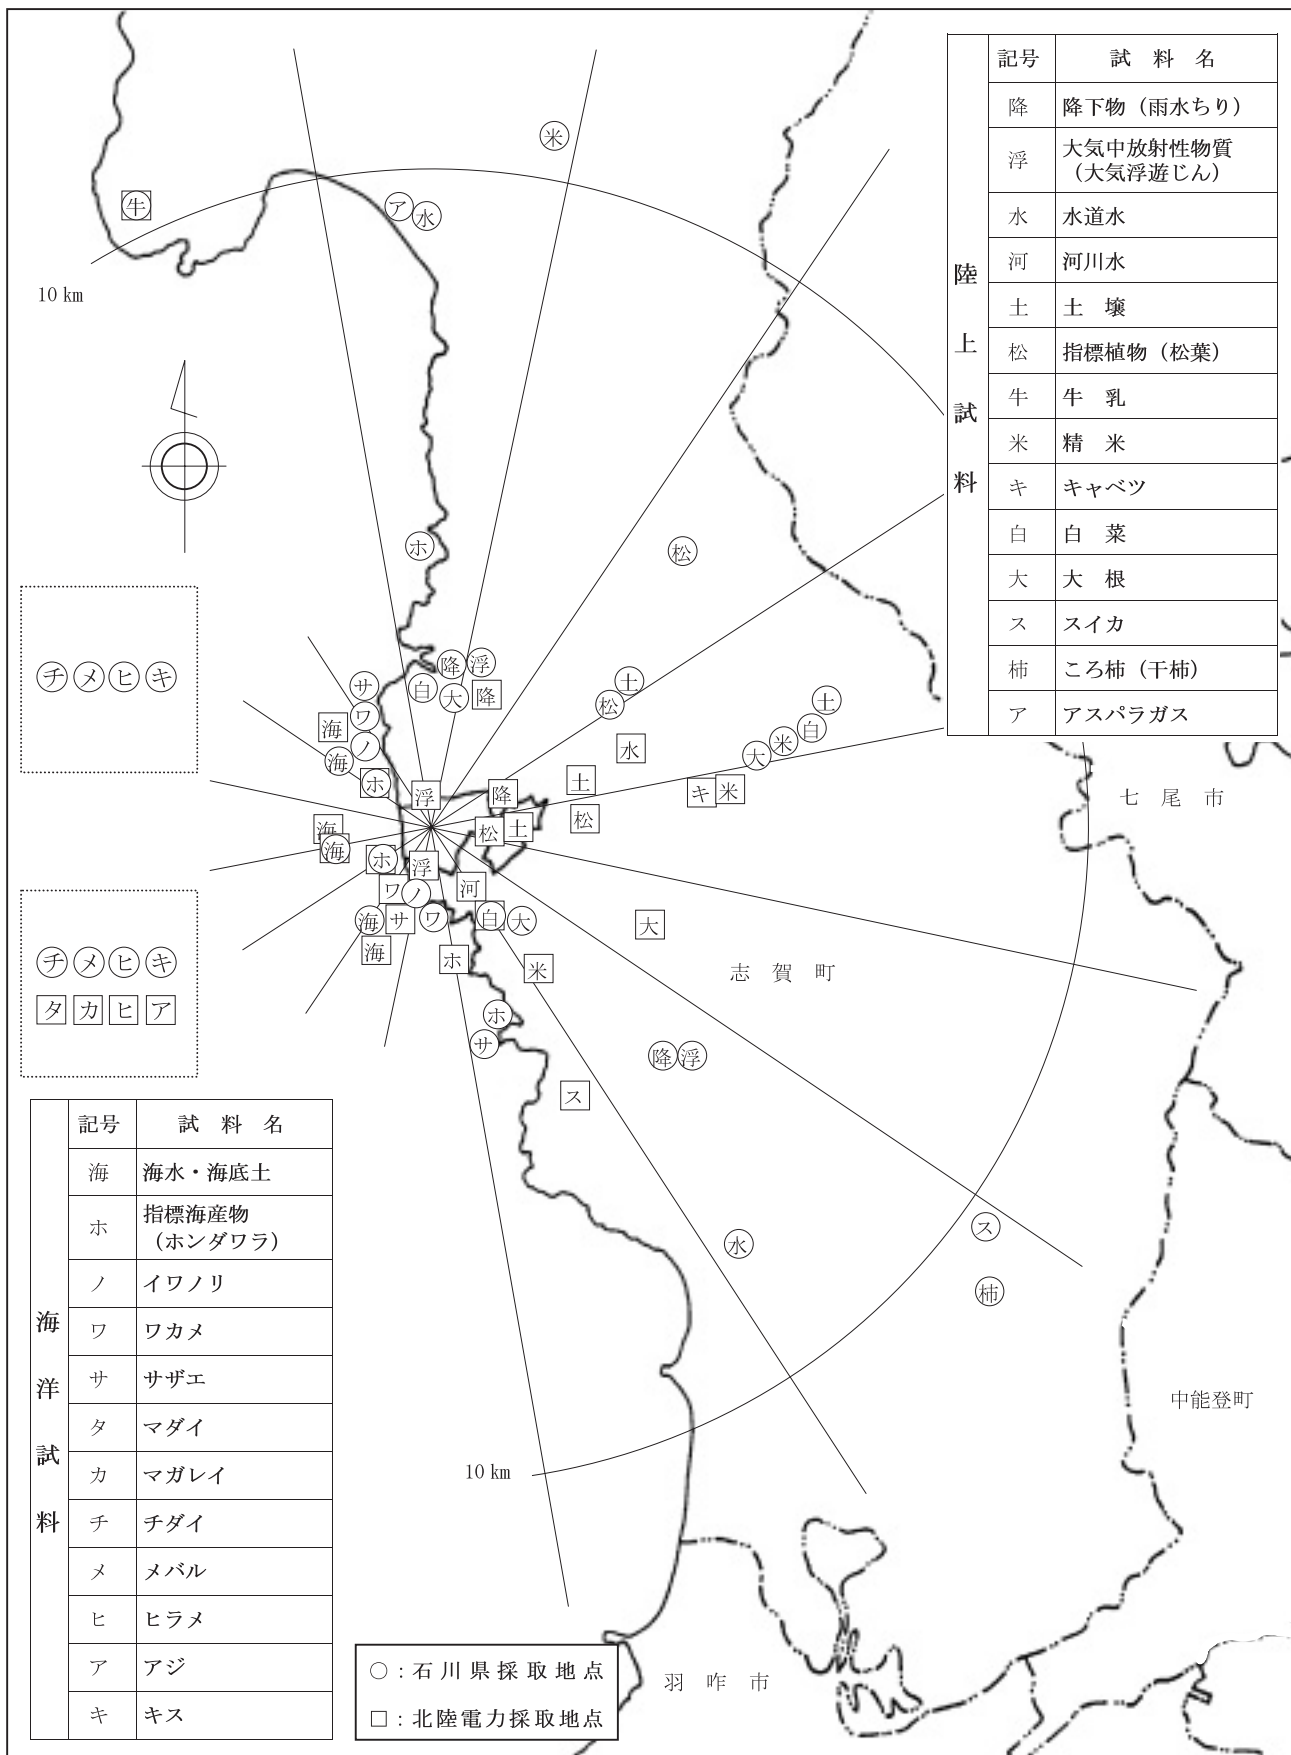 陸上試料
記号 試料名
降 降下物（雨水ちり）
浮 大気中放射性物質
（大気浮遊じん）
水 水道水
河 河川水
土 土壌
松 指標植物（松葉）
牛 牛乳
米 精米
キ キャベツ
白 白菜
大 大根
ス スイカ
柿 ころ柿（干柿）
ア アスパラガス
米
牛
ア 水
10 km
ホ
松
チ メ ヒ キ
降 浮
サ 白 大 降
土
松
ワ
海
ノ
海
ホ
浮
降
水
土
土
白
米
大
キ 米
七尾市
海
海
松 土
松
ホ
浮
ワ ノ
河
海 サ ワ
白 大
大
海
ホ
米
志賀町
チ メ ヒ キ
タ カ ヒ ア
ホ
サ
降 浮
ス
水
ス
柿
中能登町
10 km
羽咋市
海洋試料
記号 試料名
海 海水・海底土
ホ 指標海産物
（ホンダワラ）
ノ イワノリ
ワ ワカメ
サ サザエ
タ マダイ
カ マガレイ
チ チダイ
メ メバル
ヒ ヒラメ
ア アジ
キ キス
○：石川県採取地点
□：北陸電力採取地点